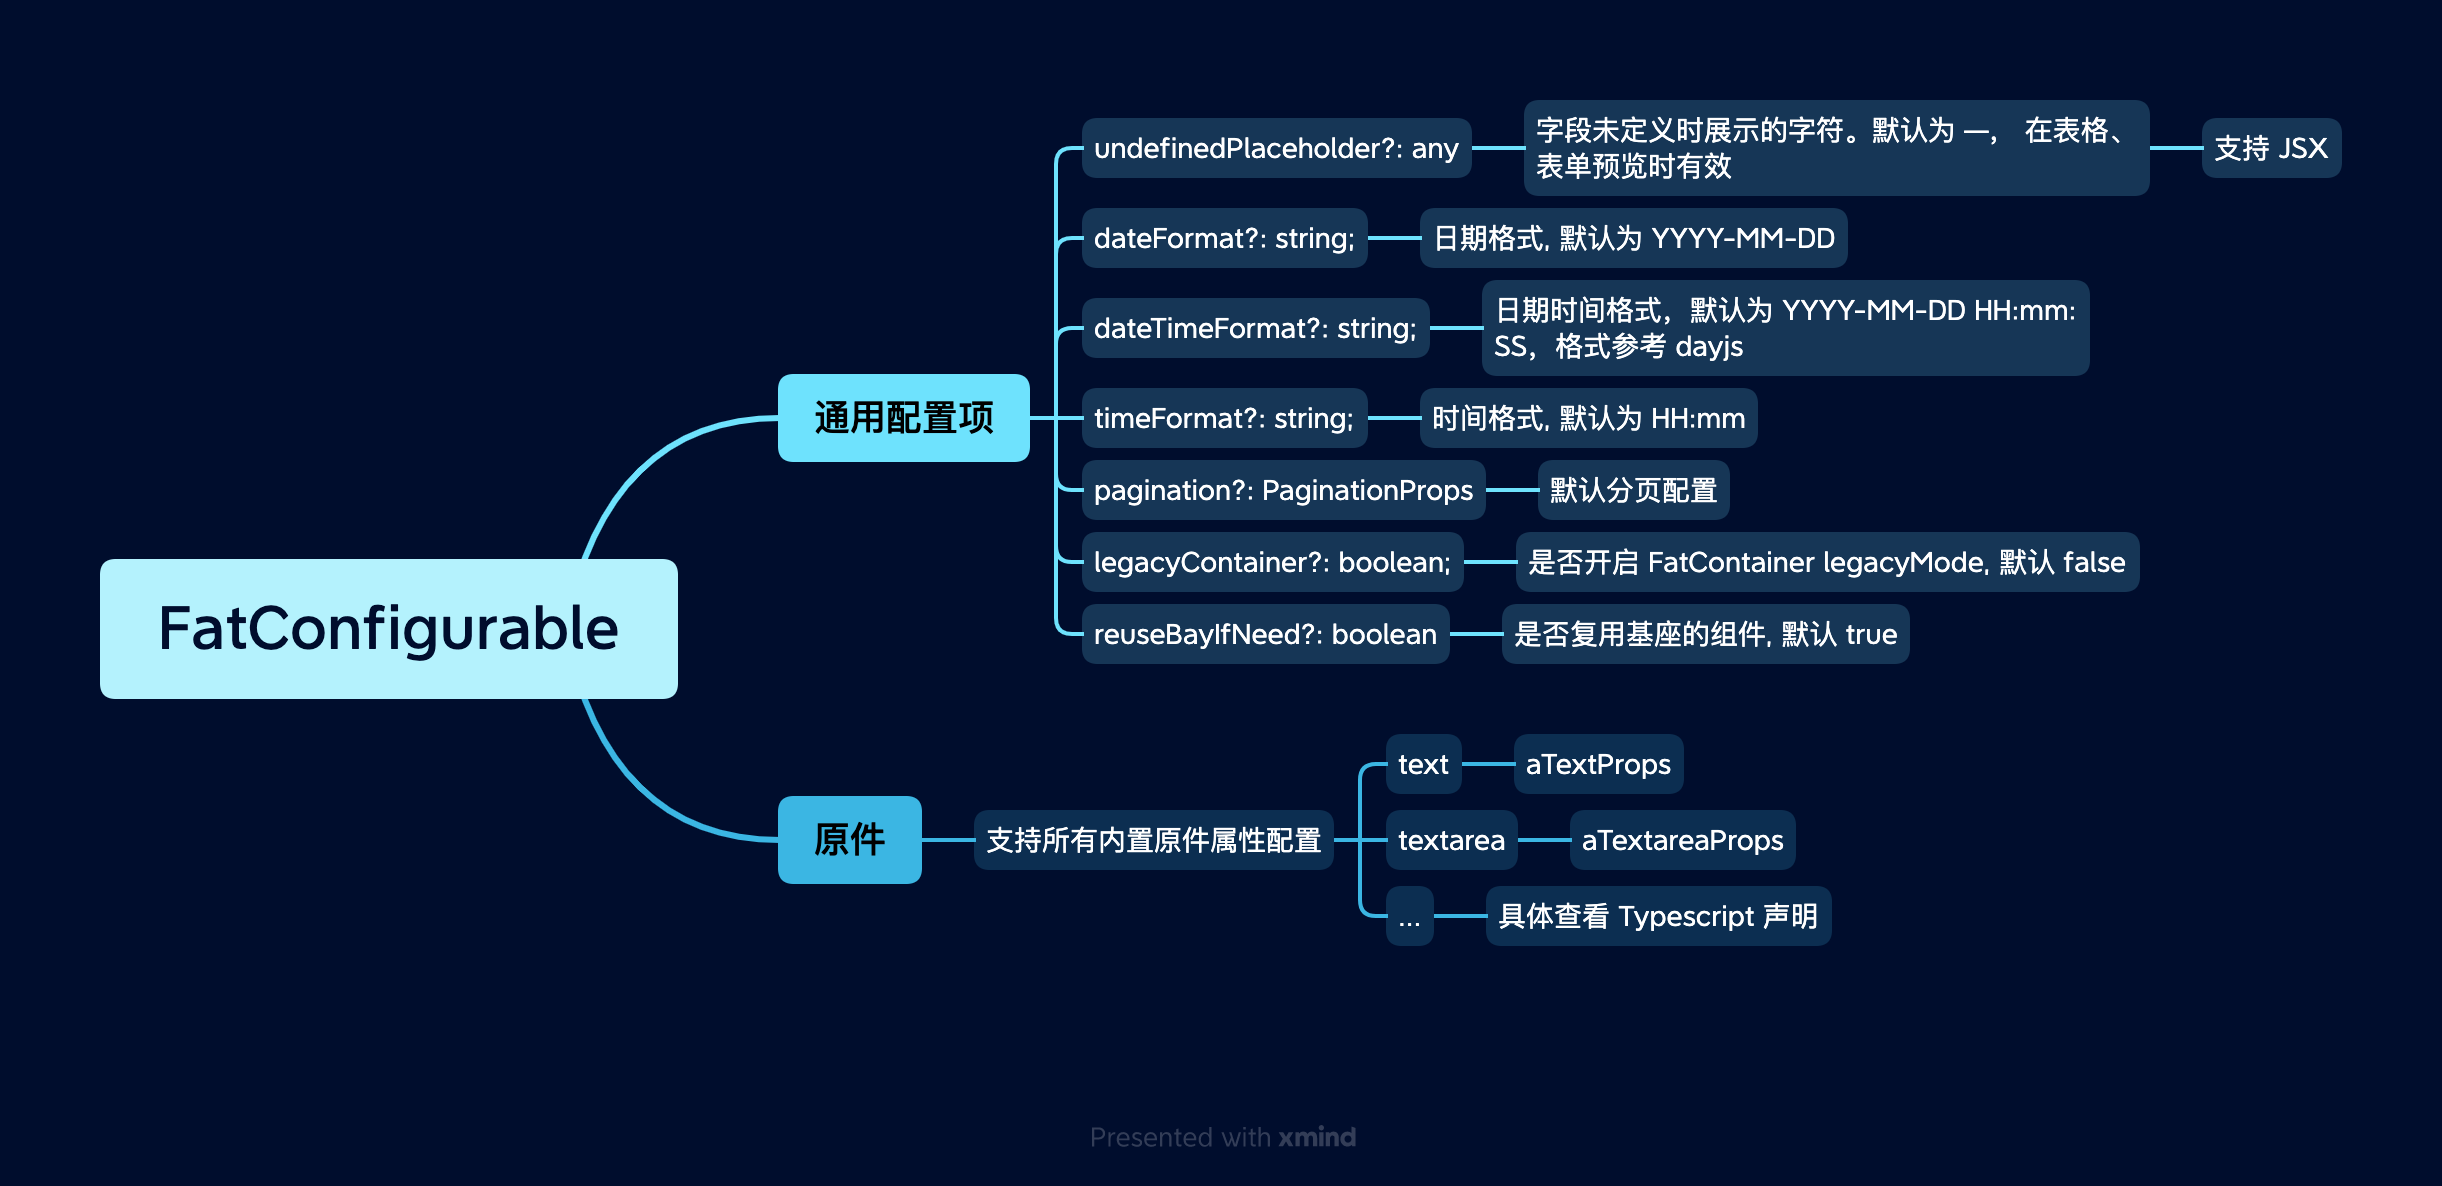 FatConfigurable
通用配置项
undefinedPlaceholder?: any
字段未定义时展示的字符。默认为 —， 在表格、
表单预览时有效
支持 JSX
dateFormat?: string;
日期格式, 默认为 YYYY-MM-DD
dateTimeFormat?: string;
日期时间格式，默认为 YYYY-MM-DD HH:mm:
SS，格式参考 dayjs
timeFormat?: string;
时间格式, 默认为 HH:mm
pagination?: PaginationProps
默认分页配置
legacyContainer?: boolean;
是否开启 FatContainer legacyMode, 默认 false
reuseBayIfNeed?: boolean
是否复用基座的组件, 默认 true
原件
支持所有内置原件属性配置
text
aTextProps
textarea
aTextareaProps
...
具体查看 Typescript 声明
Presented with xmind